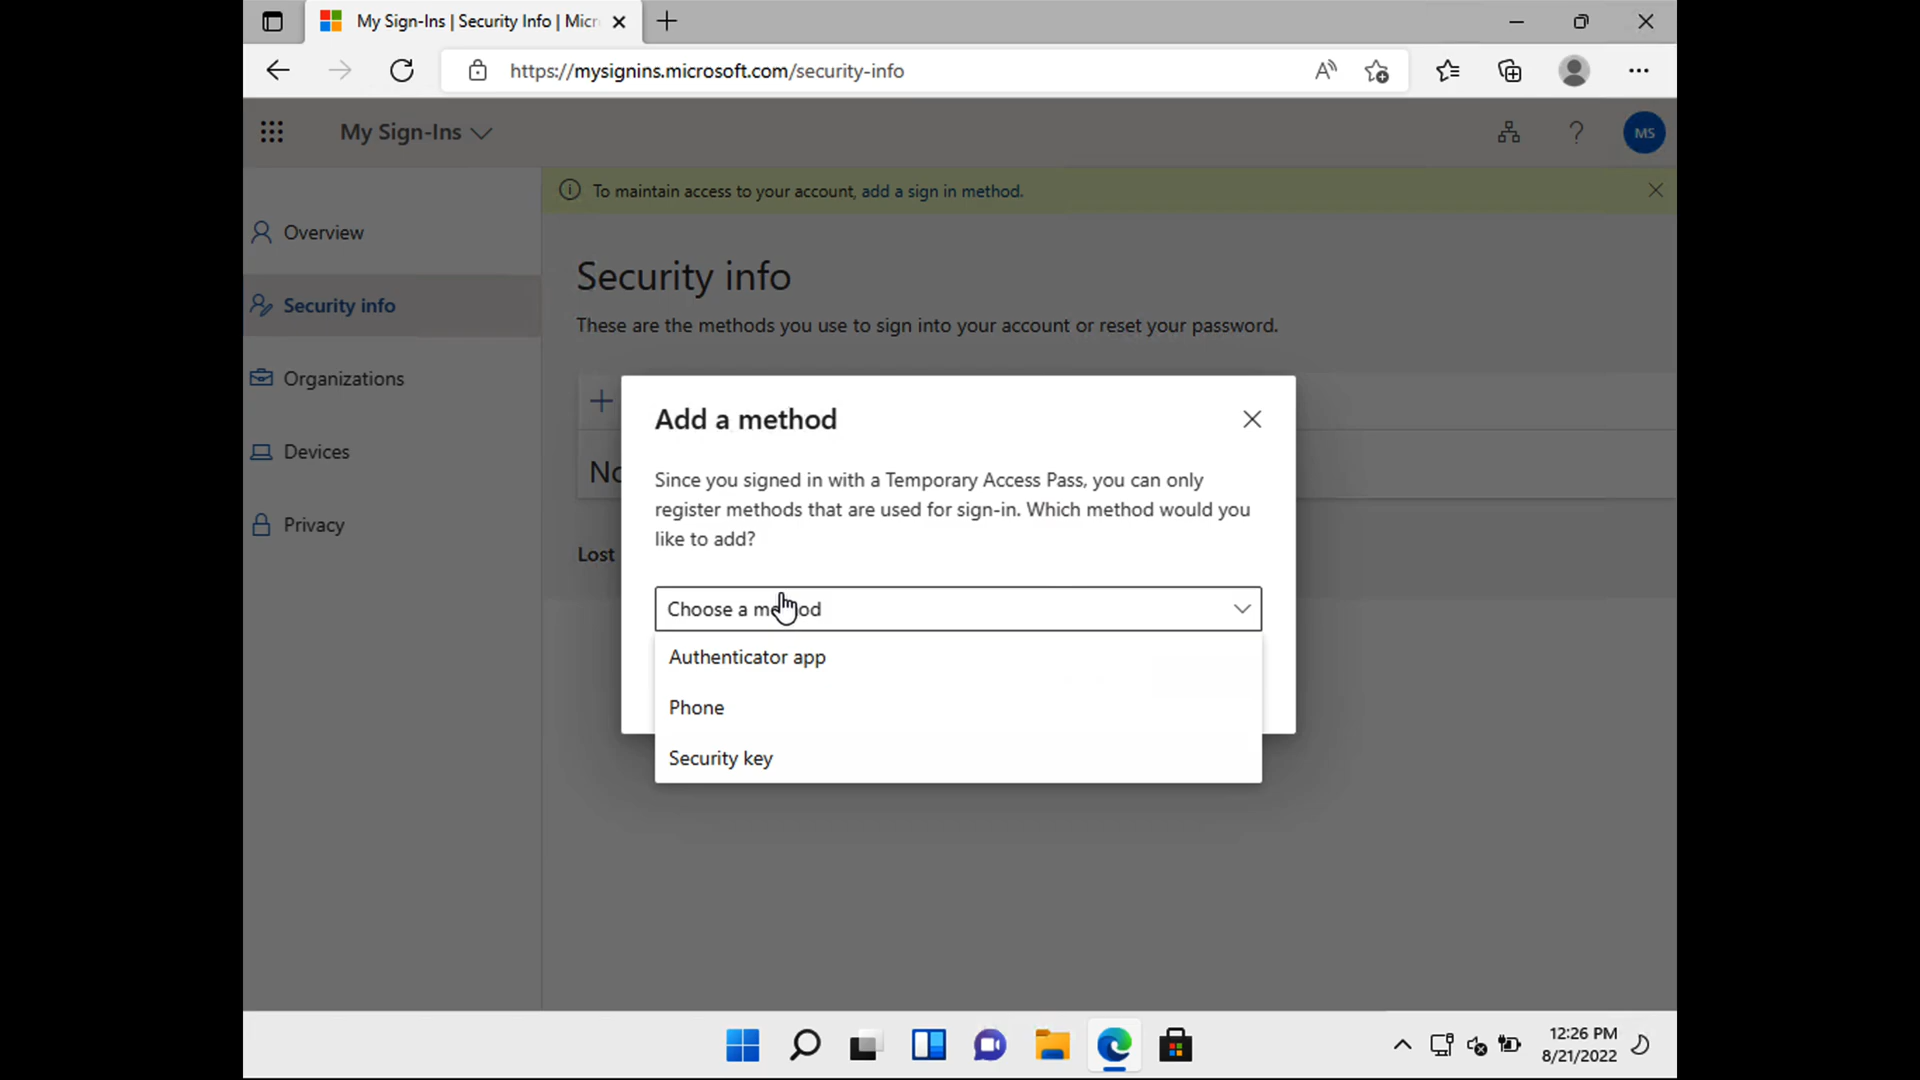 My Sign-Ins | Security Info | Micr
https://mysignins.microsoft.com/security-info
My Sign-Ins
MS
To maintain access to your account, add a sign in method.
Overview
Security info
Organizations
Devices
Privacy
Security info
These are the methods you use to sign into your account or reset your password.
No
Lost
Add a method
Since you signed in with a Temporary Access Pass, you can only
register methods that are used for sign-in. Which method would you
like to add?
Choose a method
Authenticator app
Phone
Security key
12:26 PM
8/21/2022